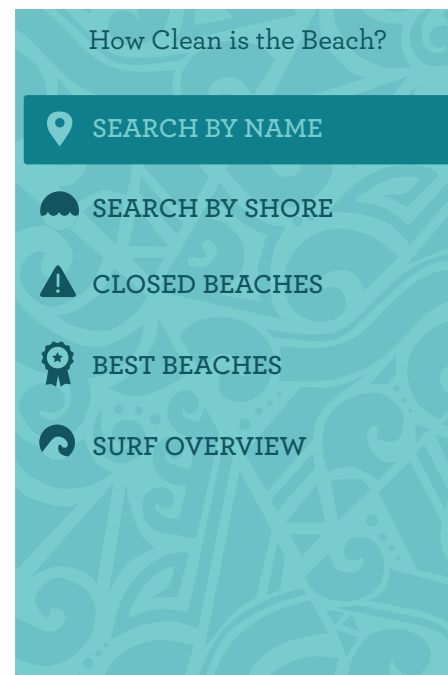 How Clean is the Beach?
SEARCH BY NAME
SEARCH BY SHORE
CLOSED BEACHES
BEST BEACHES
SURF OVERVIEW